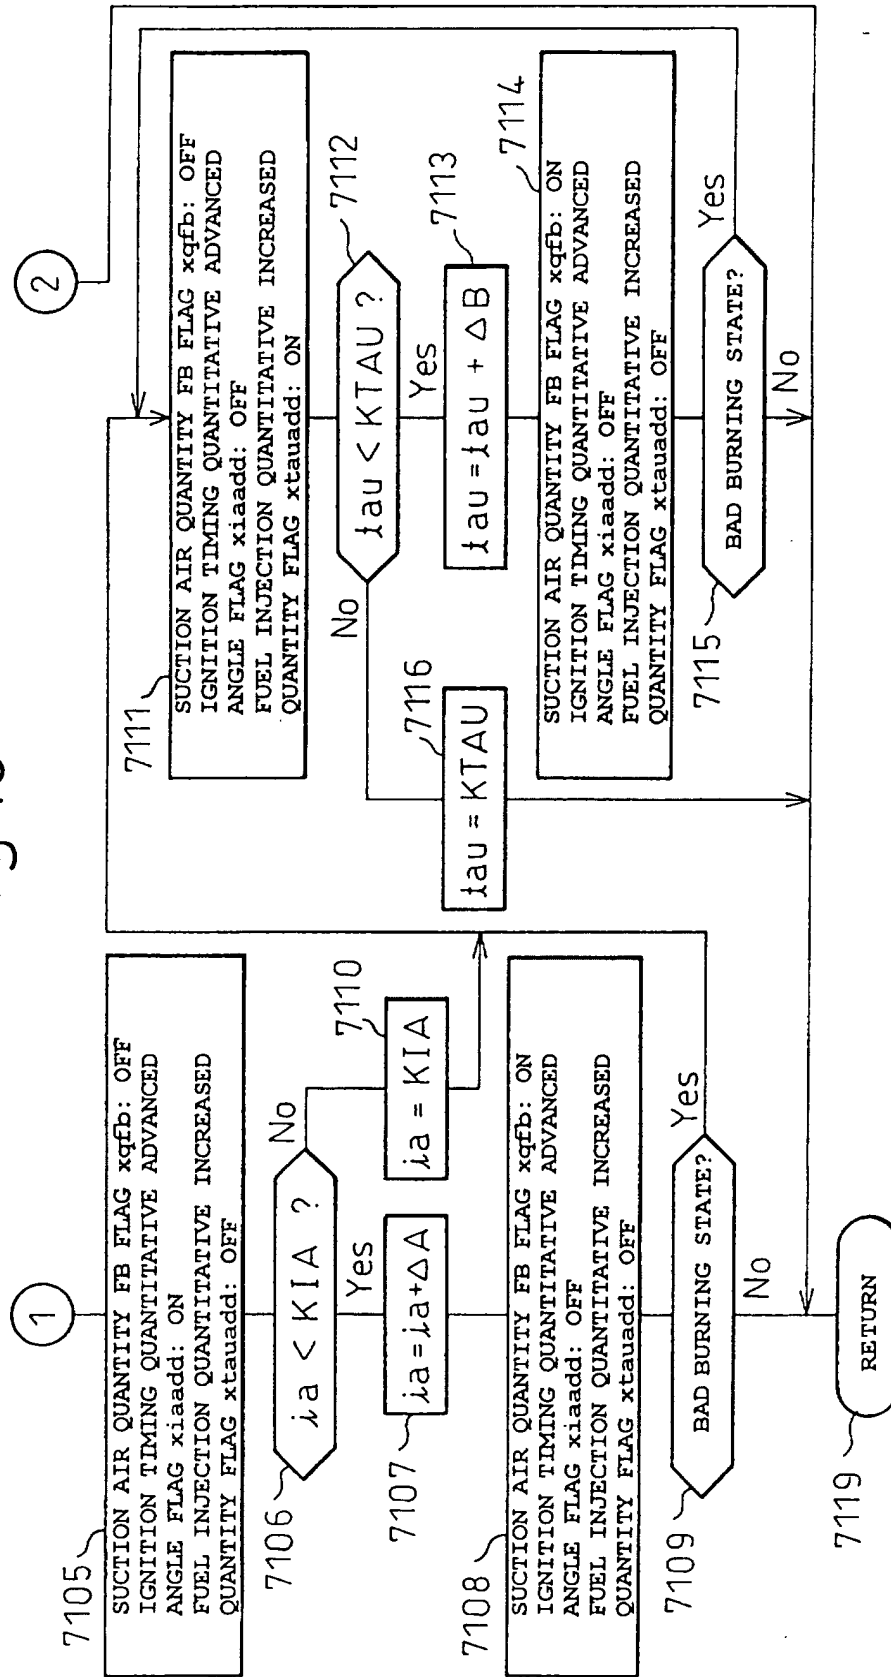 1
7105
SUCTION AIR QUANTITY FB FLAG xqfb: OFF
IGNITION TIMING QUANTITATIVE ADVANCED
ANGLE FLAG xiaadd: ON
FUEL INJECTION QUANTITATIVE INCREASED
QUANTITY FLAG xtauadd: OFF
7106
ia < KIA ?
No
Yes
7107
ia = ia + ΔA
7110
ia = KIA
7108
SUCTION AIR QUANTITY FB FLAG xqfb: ON
IGNITION TIMING QUANTITATIVE ADVANCED
ANGLE FLAG xiaadd: OFF
FUEL INJECTION QUANTITATIVE INCREASED
QUANTITY FLAG xtauadd: OFF
7109
BAD BURNING STATE?
Yes
No
7119
RETURN
2
7111
SUCTION AIR QUANTITY FB FLAG xqfb: OFF
IGNITION TIMING QUANTITATIVE ADVANCED
ANGLE FLAG xiaadd: OFF
FUEL INJECTION QUANTITATIVE INCREASED
QUANTITY FLAG xtauadd: ON
7112
tau < KTAU ?
No
Yes
7113
tau = tau + ΔB
7116
tau = KTAU
7114
SUCTION AIR QUANTITY FB FLAG xqfb: ON
IGNITION TIMING QUANTITATIVE ADVANCED
ANGLE FLAG xiaadd: OFF
FUEL INJECTION QUANTITATIVE INCREASED
QUANTITY FLAG xtauadd: OFF
7115
BAD BURNING STATE?
Yes
No